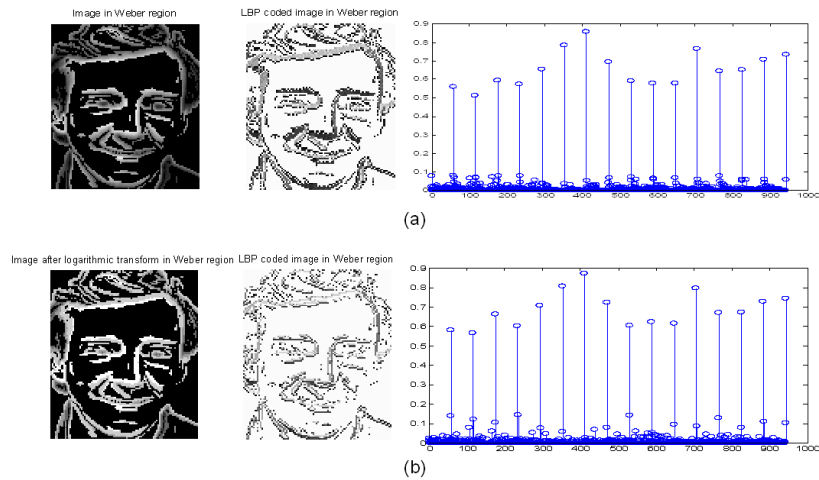 Image in Weber region
LBP coded image in Weber region
0.9
0.8
0.7
0.6
0.5
0.4
0.3
0.2
0.1
0
0 100 200 300 400 500 600 700 800 900 1000
(a)
Image after logarithmic transform in Weber region
LBP coded image in Weber region
0.9
0.8
0.7
0.6
0.5
0.4
0.3
0.2
0.1
0
0 100 200 300 400 500 600 700 800 900 1000
(b)